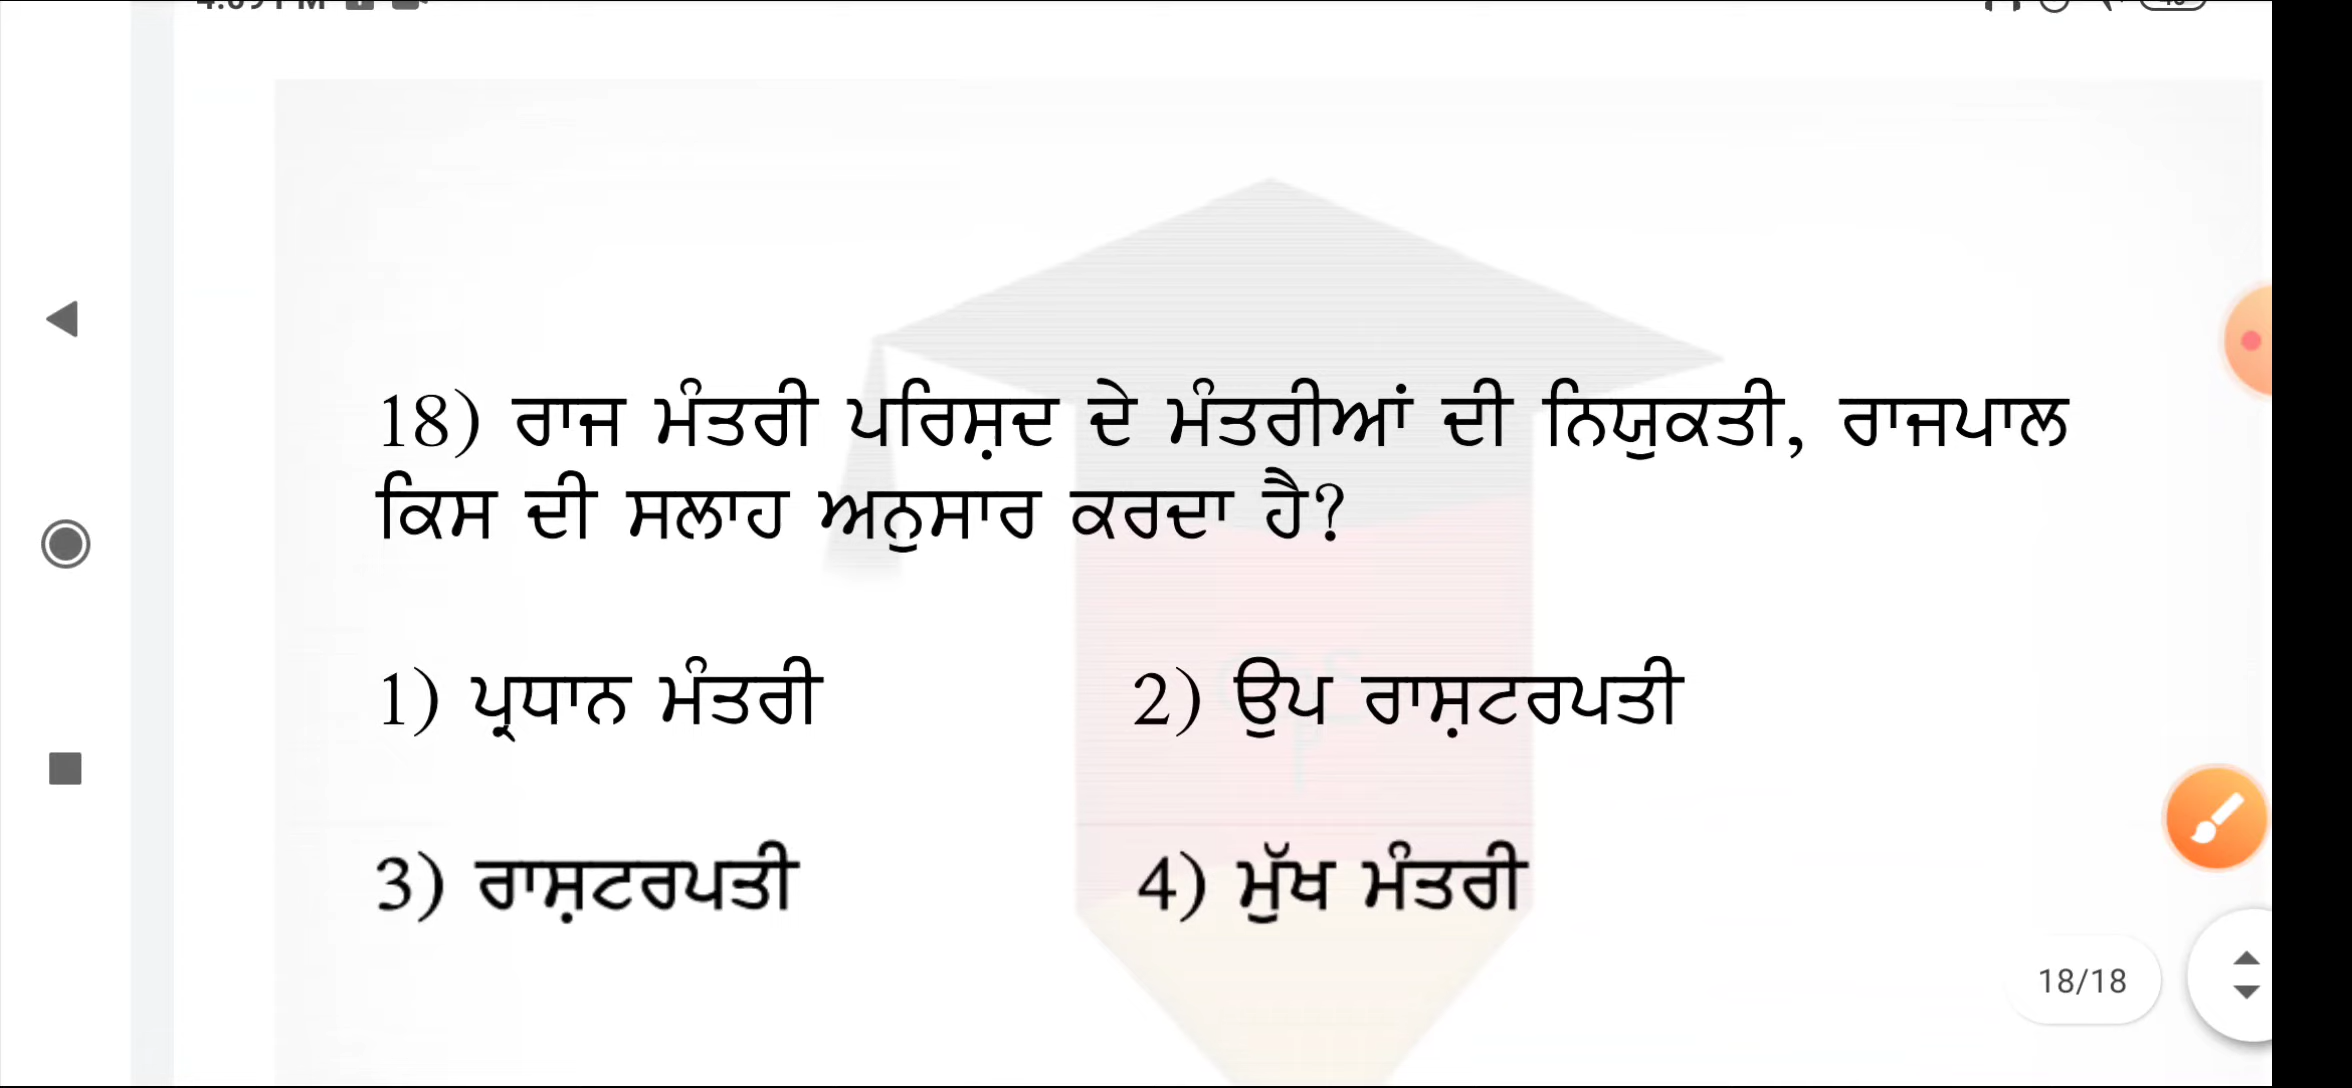 18) ਰਾਜ ਮੰਤਰੀ ਪਰਿਸ਼ਦ ਦੇ ਮੰਤਰੀਆਂ ਦੀ ਨਿਯੁਕਤੀ, ਰਾਜਪਾਲ
ਕਿਸ ਦੀ ਸਲਾਹ ਅਨੁਸਾਰ ਕਰਦਾ ਹੈ?
1) ਪ੍ਰਧਾਨ ਮੰਤਰੀ 2) ਉਪ ਰਾਸ਼ਟਰਪਤੀ
3) ਰਾਸ਼ਟਰਪਤੀ 4) ਮੁੱਖ ਮੰਤਰੀ
18/18